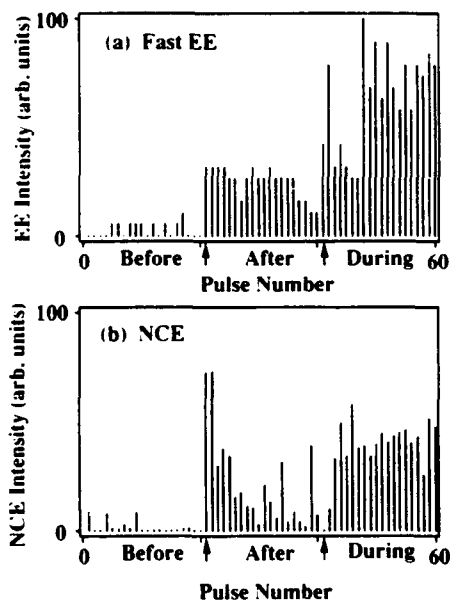 100
(a) Fast EE
EE Intensity (arb. units)
0
0 Before After During 60
Pulse Number
100
(b) NCE
NCE Intensity (arb. units)
0
0 Before After During 60
Pulse Number